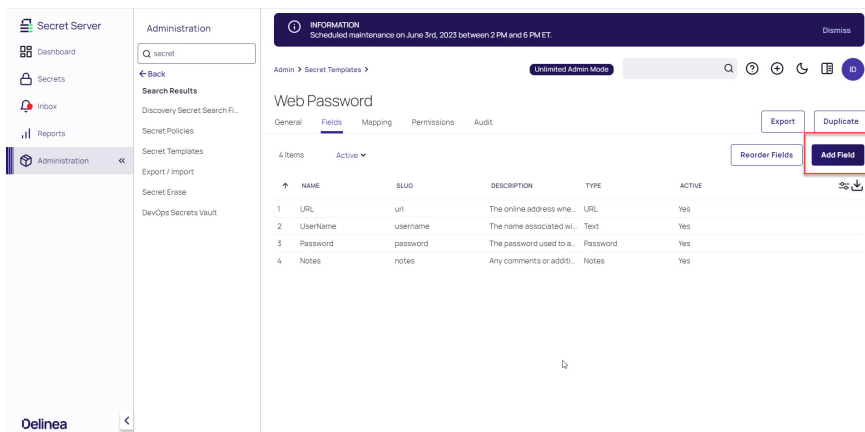 Secret Server
Dashboard
Secrets
Inbox
Reports
Administration
Delinea
Administration
secret
Back
Search Results
Discovery Secret Search Fi...
Secret Policies
Secret Templates
Export / Import
Secret Erase
DevOps Secrets Vault
INFORMATION
Scheduled maintenance on June 3rd, 2023 between 2 PM and 6 PM ET.
Dismiss
Admin > Secret Templates >
Unlimited Admin Mode
ID
Web Password
General Fields Mapping Permissions Audit
Export Duplicate
4 Items Active
Reorder Fields Add Field
NAME SLUG DESCRIPTION TYPE ACTIVE
1 URL url The online address whe... URL Yes
2 UserName username The name associated wi... Text Yes
3 Password password The password used to a... Password Yes
4 Notes notes Any comments or additi... Notes Yes